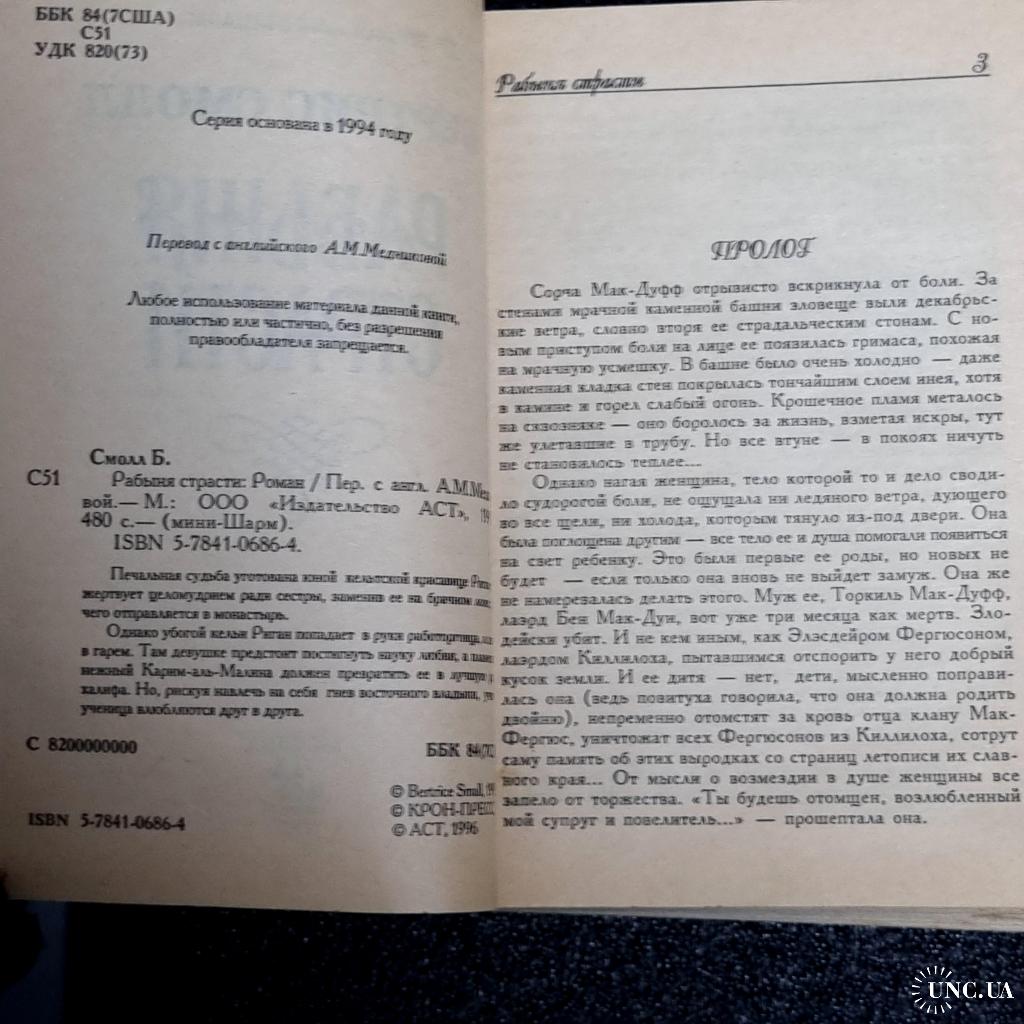 ББК 84(7США)
С51
УДК 820(73)
Серия основана в 1994 году
Перевод с английского А.М.Медниковой
Любое использование материала данной книги,
полностью или частично, без разрешения
правообладателя запрещается.
Смолл Б.
С51 Рабыня страсти: Роман / Пер. с англ. А.М.Мед
вой.— М.: ООО «Издательство АСТ», 199
480 с.— (мини-Шарм).
ISBN 5-7841-0686-4.
Печальная судьба уготована юной кельтской красавице
жертвует целомудрием ради сестры, заменив ее на брачном
чего отправляется в монастырь.
Однако убогой кельи Риган попадает в руки работорговца
в гарем. Там девушке предстоит постигнуть науку любви, а
нежный Карим-аль-Малика должен превратить ее в лучшую
халифа. Но, рискуя навлечь на себя гнев восточного владыки,
ученица влюбляются друг в друга.
С 8200000000
ББК 84(7С
© Bertrice Small, 199
© КРОН-ПРЕСС
© АСТ, 1996
ISBN 5-7841-0686-4
Рабыня страсти 3
ПРОЛОГ
Сорча Мак-Дуфф отрывисто вскрикнула от боли. За
стенами мрачной каменной башни зловеще выли декабрьс-
кие ветра, словно вторя ее страдальческим стонам. С но-
вым приступом боли на лице ее появилась гримаса, похожая
на мрачную усмешку. В башне было очень холодно — даже
каменная кладка стен покрылась тончайшим слоем инея, хотя
в камине и горел слабый огонь. Крошечное пламя металось
на сквозняке — оно боролось за жизнь, взметая искры, тут
же улетавшие в трубу. Но все втуне — в покоях ничуть
не становилось теплее....
Однако нагая женщина, тело которой то и дело сводил
ло судорогой боли, не ощущала ни ледяного ветра, дующего
во все щели, ни холода, которым тянуло из-под двери. Она
была поглощена другим — все тело ее и душа помогали появиться
на свет ребенку. Это были первые ее роды, но новых не
будет — если только она вновь не выйдет замуж. Она же
не намеревалась делать этого. Муж ее, Торкиль Мак-Дуфф,
лаэрд Бен Мак-Дун, вот уже три месяца как мертв. Зло-
дейски убит. И не кем иным, как Элэсдейром Фергюсоном,
лаэрдом Киллилоха, пытавшимся отспорить у него добрый
кусок земли. И ее дитя — нет, дети, мысленно поправи-
лась она (ведь повитуха говорила, что она должна родить
двойню), непременно отомстят за кровь отца клану Мак-
Фергюс, уничтожат всех Фергюсонов из Киллилоха, сотрут
саму память об этих выродках со страниц летописи их слав-
ного края... От мысли о возмездии в душе женщины все
запело от торжества. «Ты будешь отомщен, возлюбленный
мой супруг и повелитель...» — прошептала она.
UNC.UA